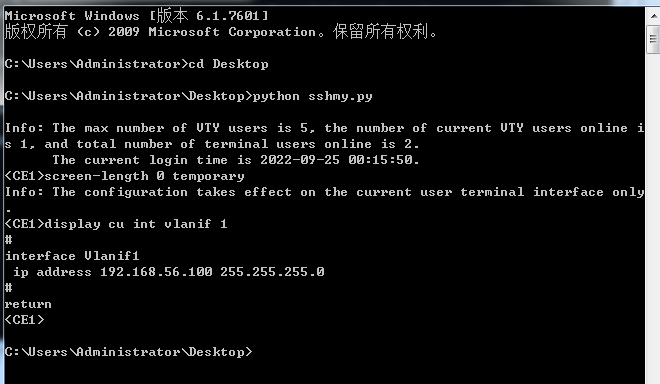 Microsoft Windows [版本 6.1.7601]
版权所有 (c) 2009 Microsoft Corporation。保留所有权利。
C:\Users\Administrator>cd Desktop
C:\Users\Administrator\Desktop>python sshmy.py
Info: The max number of VTY users is 5, the number of current VTY users online i
s 1, and total number of terminal users online is 2.
      The current login time is 2022-09-25 00:15:50.
<CE1>screen-length 0 temporary
Info: The configuration takes effect on the current user terminal interface only
.
<CE1>display cu int vlanif 1
#
interface Vlanif1
 ip address 192.168.56.100 255.255.255.0
#
return
<CE1>
C:\Users\Administrator\Desktop>